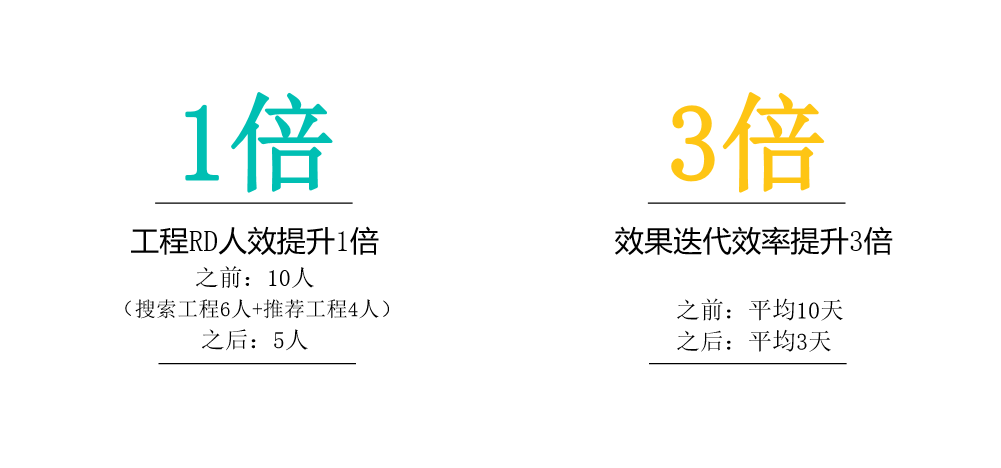 1倍
工程RD人效提升1倍
之前：10人
（搜索工程6人+推荐工程4人）
之后：5人
3倍
效果迭代效率提升3倍
之前：平均10天
之后：平均3天